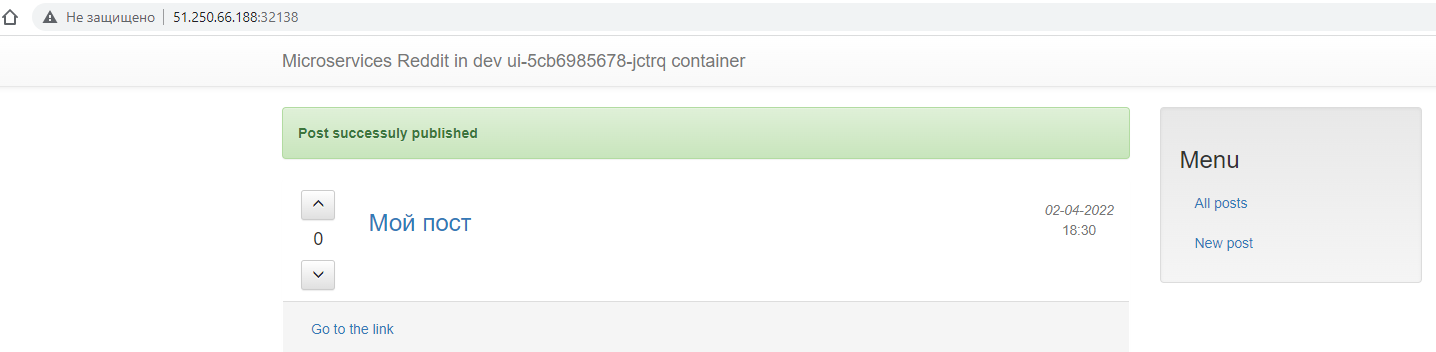 Не защищено 51.250.66.188:32138
Microservices Reddit in dev ui-5cb6985678-jctrq container
Post successuly published
Menu
All posts
New post
0
Мой пост
02-04-2022
18:30
Go to the link